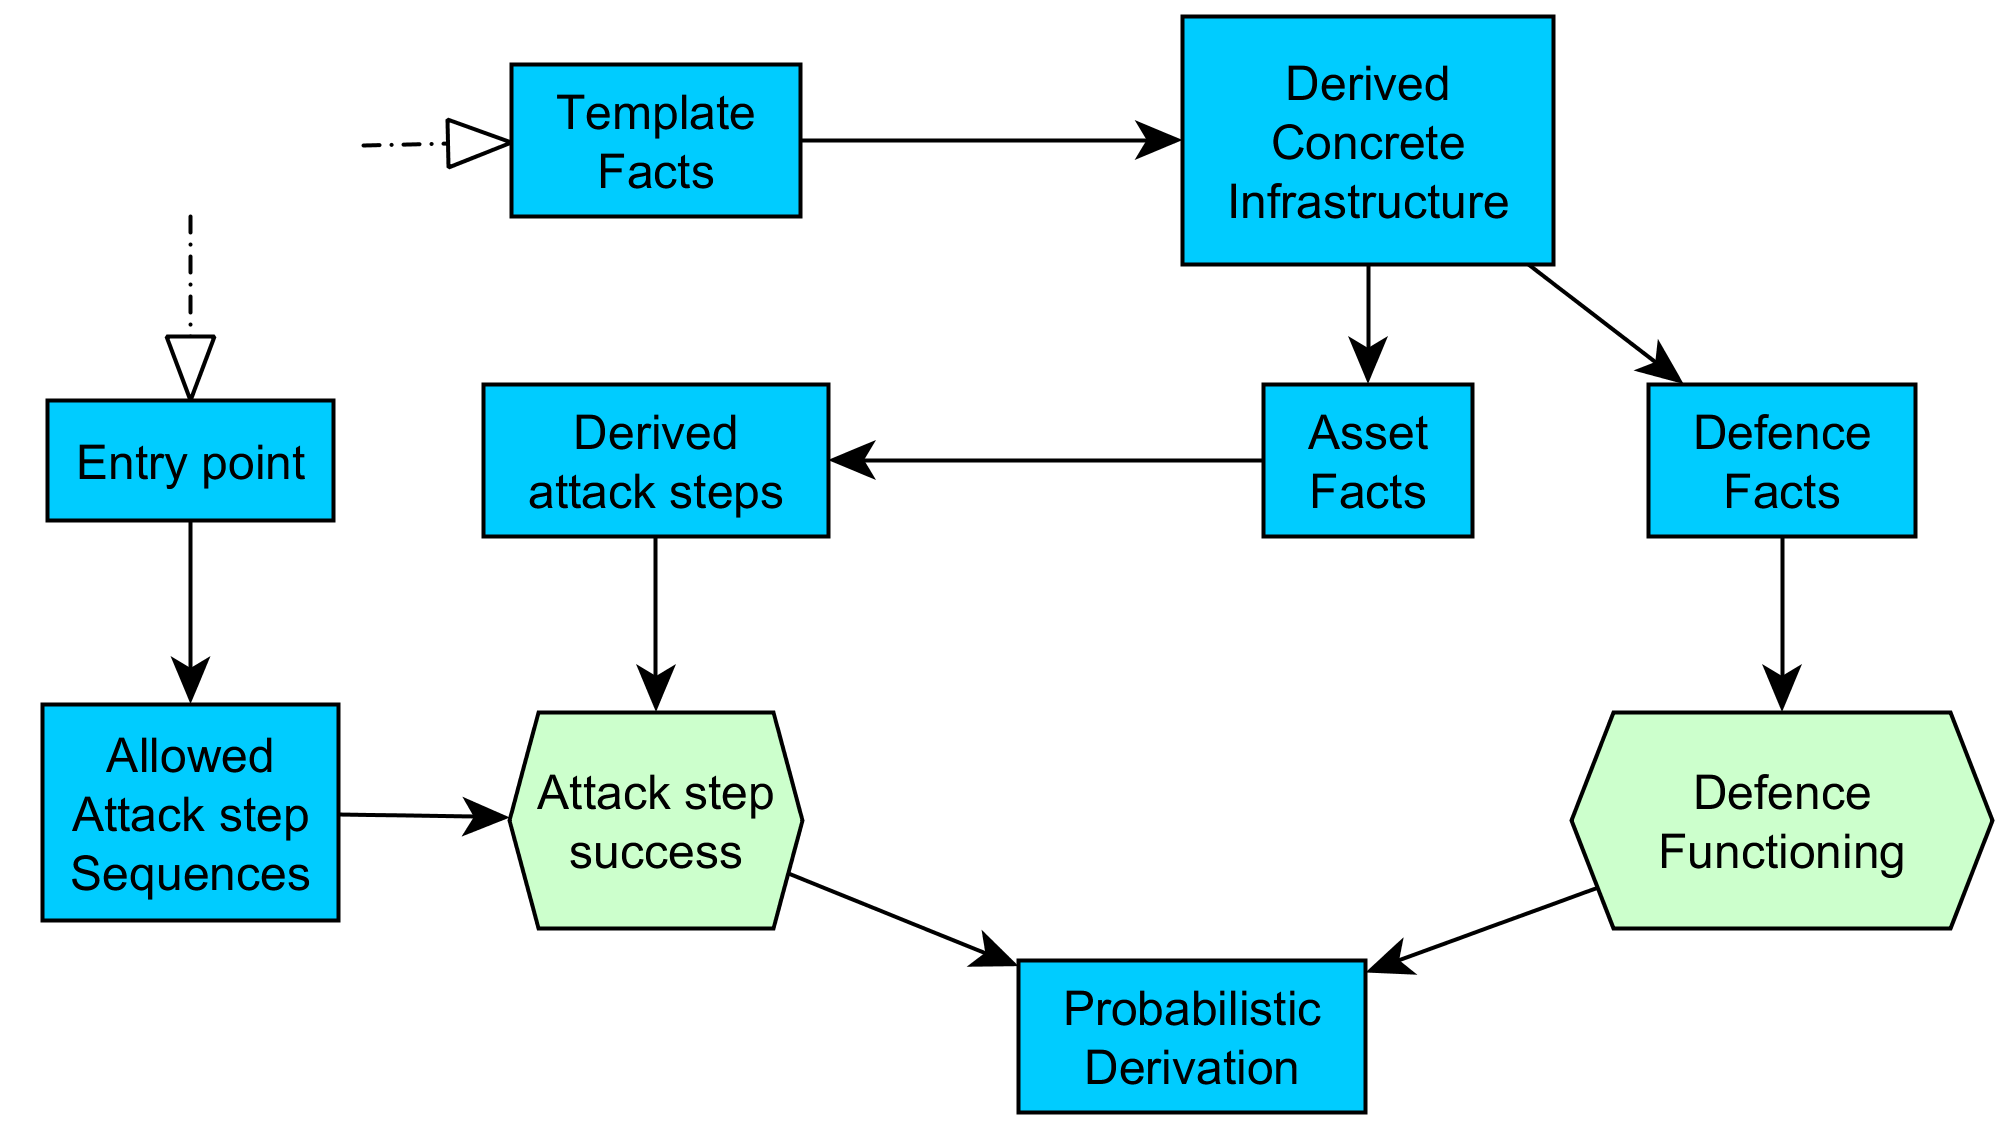 Template
Facts
Derived
Concrete
Infrastructure
Entry point
Derived
attack steps
Asset
Facts
Defence
Facts
Allowed
Attack step
Sequences
Attack step
success
Defence
Functioning
Probabilistic
Derivation